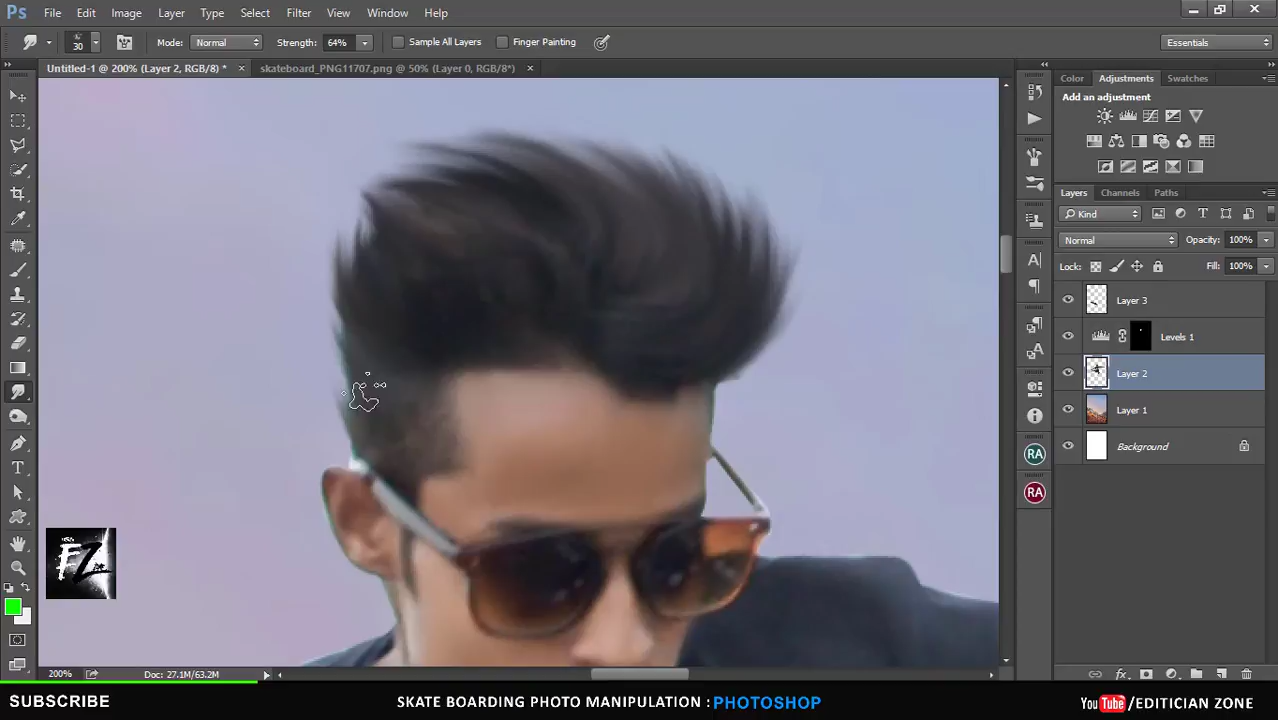 Ps File Edit Image Layer Type Select Filter 3D View Window Help
30 Mode: Normal Strength: 64% Sample All Layers Finger Painting Essentials
Untitled-1 @ 200% (Layer 2, RGB/8) * × skateboard_PNG11707.png @ 50% (Layer 0, RGB/8*) ×
Color Adjustments Swatches
Add an adjustment
Layers Channels Paths
Kind
Normal Opacity: 100%
Lock: Fill: 100%
Layer 3
Levels 1
Layer 2
Layer 1
Background
RA
RA
FZ
200% Doc: 27.1M/63.2M
SUBSCRIBE SKATE BOARDING PHOTO MANIPULATION : PHOTOSHOP You Tube /EDITICIAN ZONE